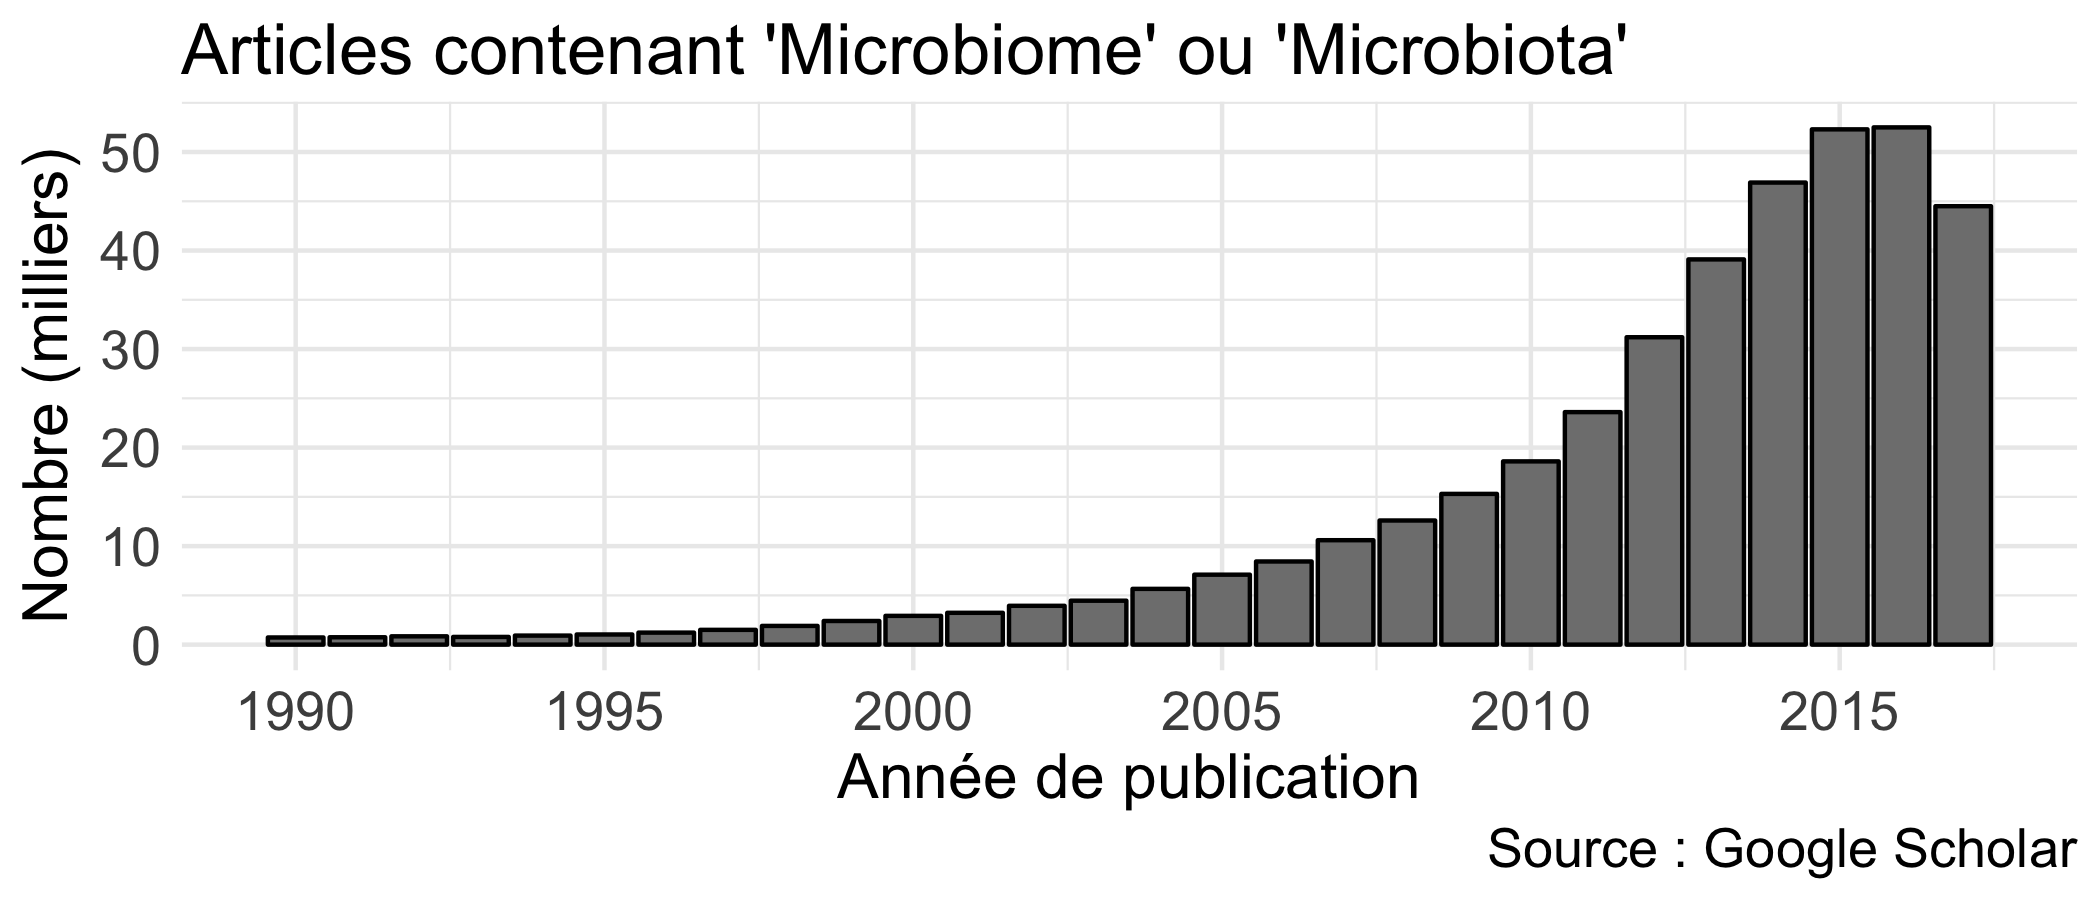 Articles contenant 'Microbiome' ou 'Microbiota'
Nombre (milliers)
50
40
30
20
10
0
1990 1995 2000 2005 2010 2015
Année de publication
Source : Google Scholar